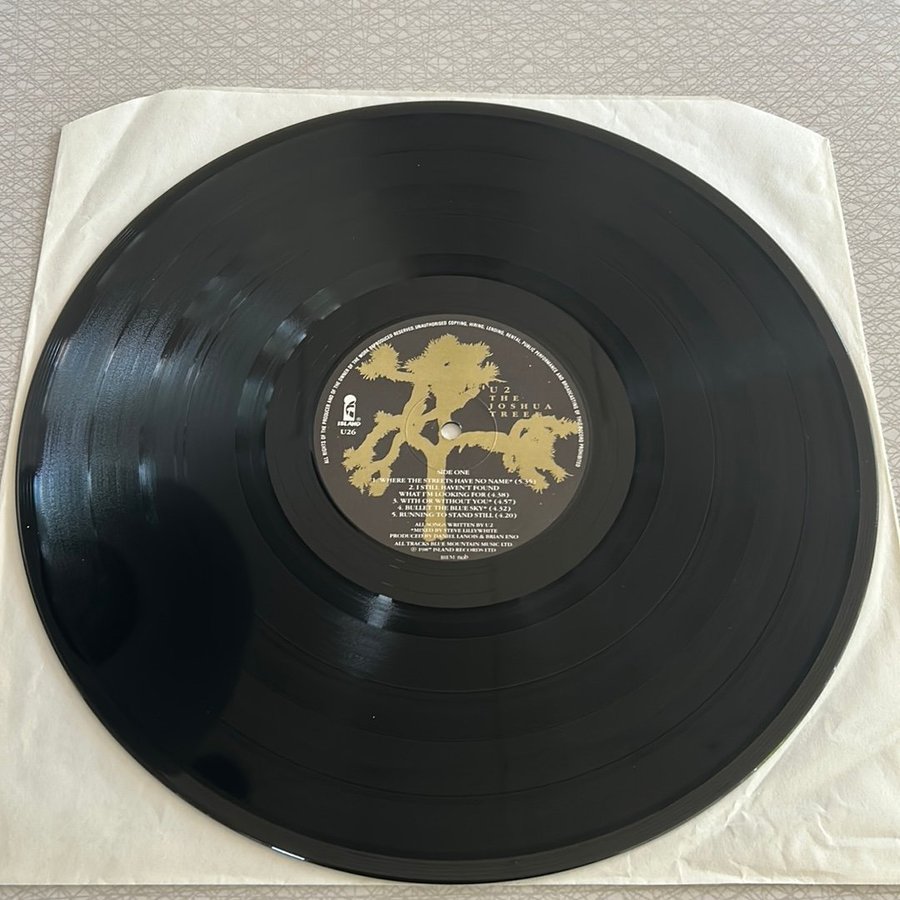 ALL RIGHTS OF THE PRODUCER AND OF THE OWNER OF THE WORK REPRODUCED RESERVED. UNAUTHORISED COPYING, HIRING, LENDING, RENTAL, PUBLIC PERFORMANCE AND BROADCASTING OF THIS RECORD PROHIBITED
ISLAND
U26
U2
THE
JOSHUA
TREE
SIDE ONE
1. WHERE THE STREETS HAVE NO NAME* (5.35)
2. I STILL HAVEN'T FOUND
WHAT I'M LOOKING FOR (4.38)
3. WITH OR WITHOUT YOU* (4.57)
4. BULLET THE BLUE SKY* (4.32)
5. RUNNING TO STAND STILL (4.20)
ALL SONGS WRITTEN BY U2
*MIXED BY STEVE LILLYWHITE
PRODUCED BY DANIEL LANOIS & BRIAN ENO
ALL TRACKS BLUE MOUNTAIN MUSIC LTD.
℗ 1987 ISLAND RECORDS LTD
BIEM ncb